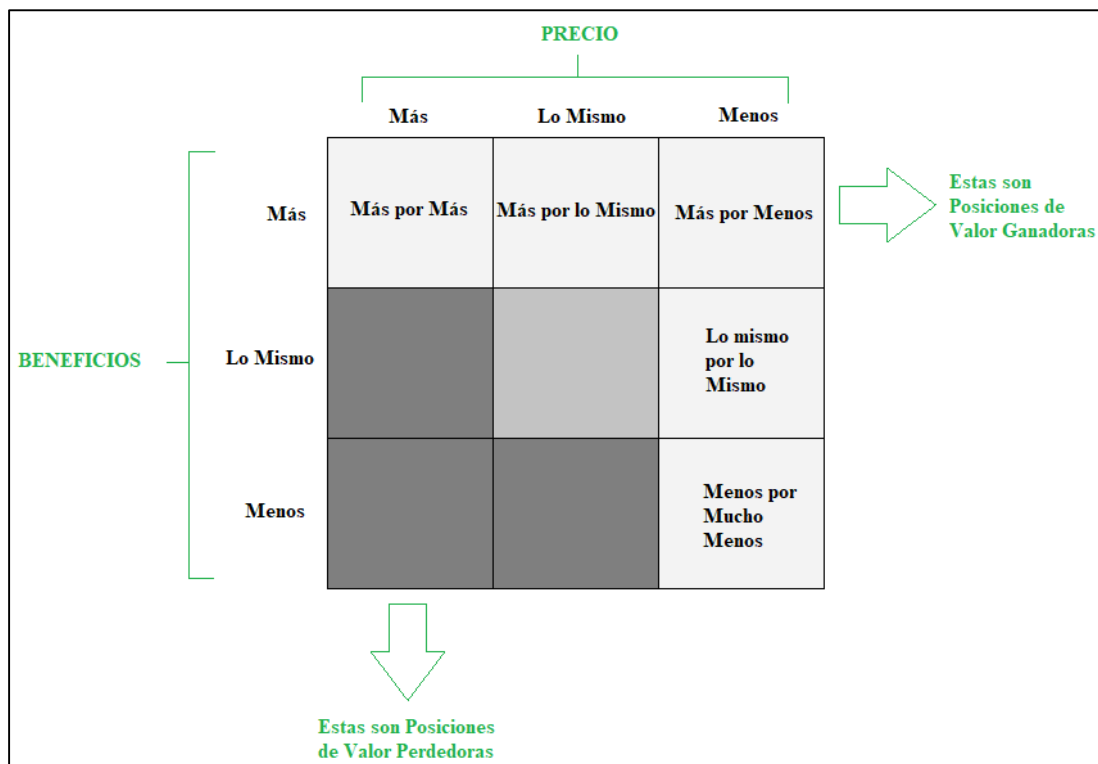 PRECIO
Más
Lo Mismo
Menos
Más
Más por Más
Más por lo Mismo
Más por Menos
Estas son
Posiciones de
Valor Ganadoras
BENEFICIOS
Lo Mismo
Lo mismo
por lo
Mismo
Menos
Menos por
Mucho
Menos
Estas son Posiciones
de Valor Perdedoras